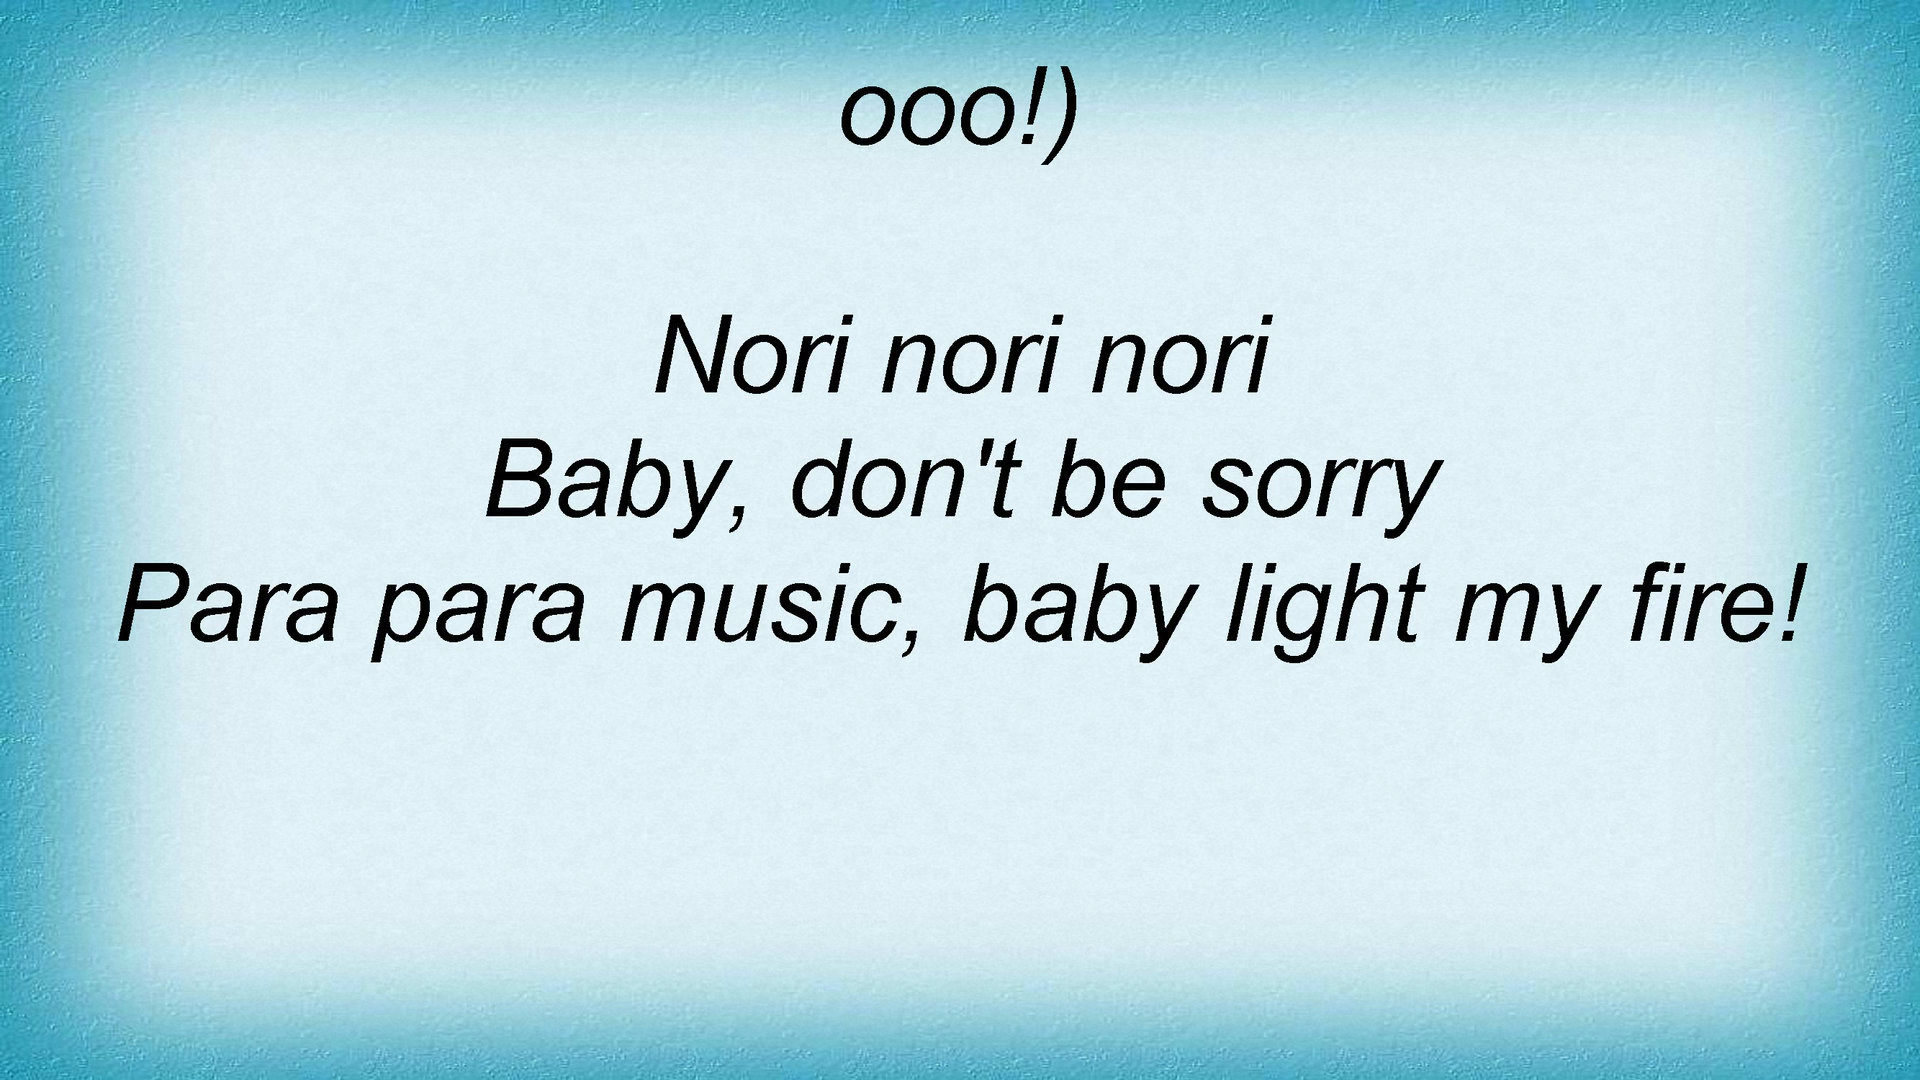 ooo!)
Nori nori nori
Baby, don't be sorry
Para para music, baby light my fire!